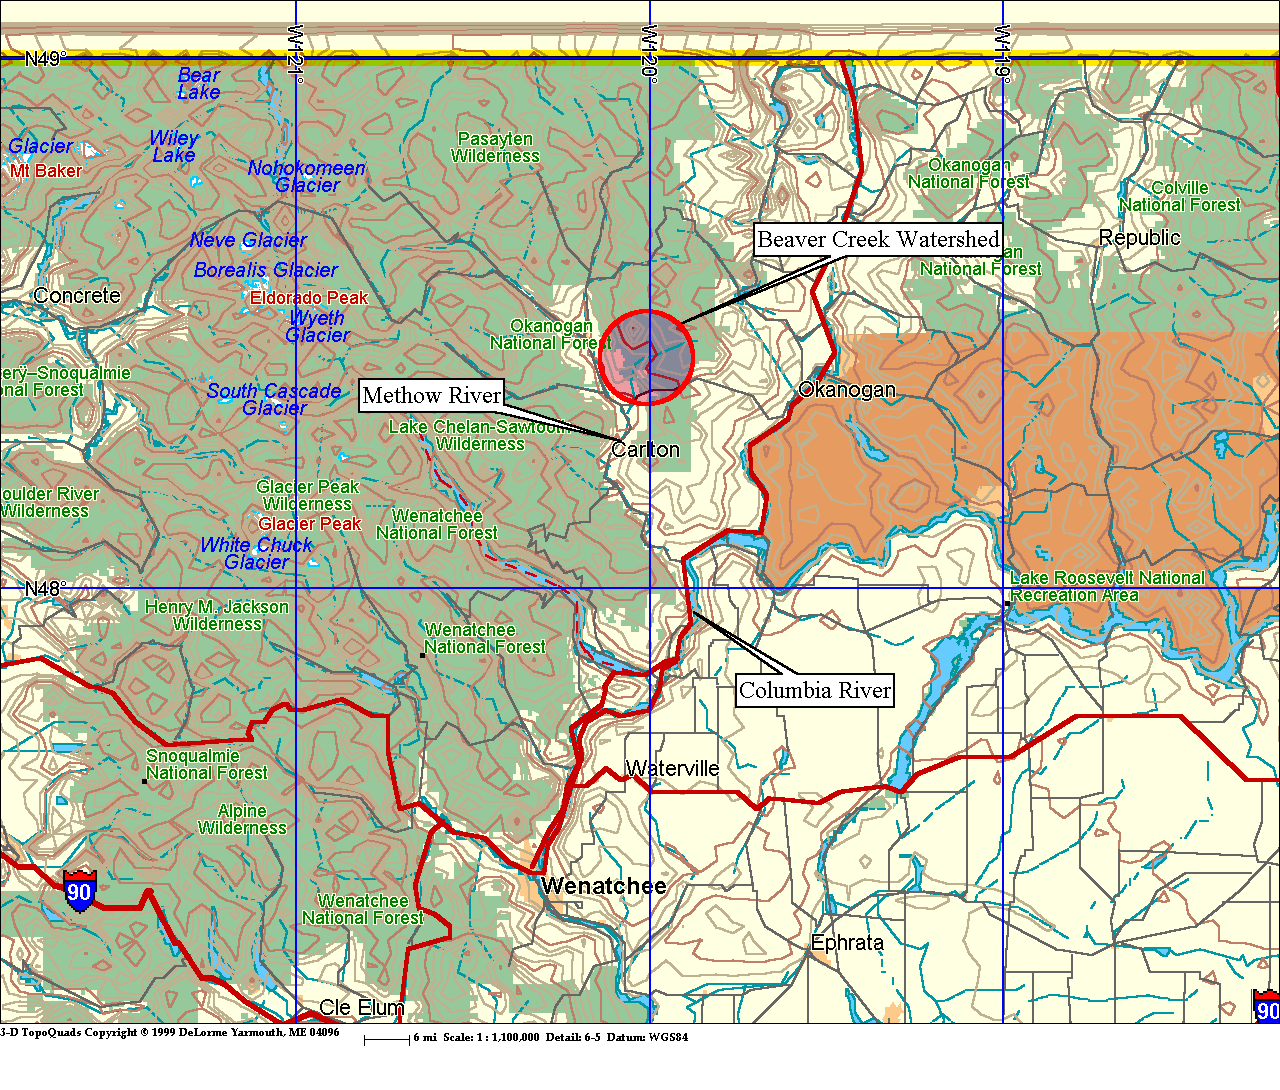 W121°
W120°
W119°
N49°
Bear
Lake
Glacier
Mt Baker
Wiley
Lake
Nohokomeen
Glacier
Pasayten
Wilderness
Okanogan
National Forest
Colville
National Forest
Republic
Neve Glacier
Beaver Creek Watershed
gan
National Forest
Borealis Glacier
Concrete
Eldorado Peak
Wyeth
Glacier
Okanogan
National Forest
erÿ-Snoqualmie
onal Forest
South Cascade
Glacier
Methow River
Okanogan
Lake Chelan-Sawtooth
Wilderness
Carlton
oulder River
Wilderness
Glacier Peak
Wilderness
Glacier Peak
Wenatchee
National Forest
White Chuck
Glacier
N48°
Lake Roosevelt National
Recreation Area
Henry M. Jackson
Wilderness
Wenatchee
National Forest
Columbia River
Snoqualmie
National Forest
Waterville
Alpine
Wilderness
90
Wenatchee
Wenatchee
National Forest
Ephrata
Cle Elum
90
3-D TopoQuads Copyright © 1999 DeLorme Yarmouth, ME 04096
6 mi Scale: 1 : 1,100,000 Detail: 6-5 Datum: WGS84